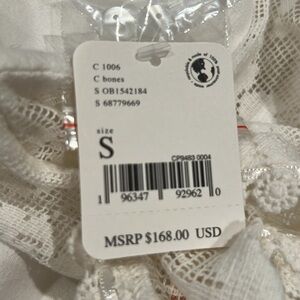 C 1006
C bones
S OB1542184
S 68779669
size
S
CP9483 0004
1 96347 92962 0
MSRP $168.00 USD